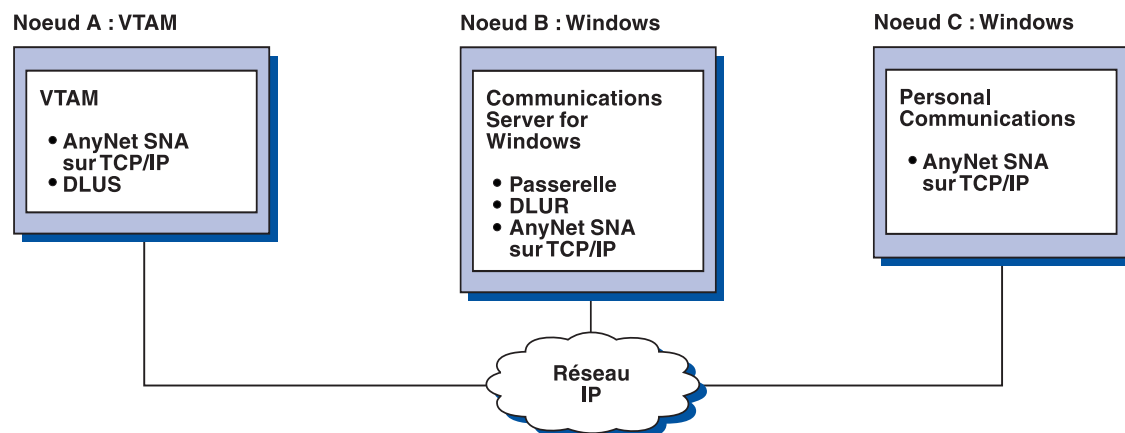 Noeud A : VTAM
VTAM
• AnyNet SNA
sur TCP/IP
• DLUS
Noeud B : Windows
Communications
Server for
Windows
• Passerelle
• DLUR
• AnyNet SNA
sur TCP/IP
Noeud C : Windows
Personal
Communications
• AnyNet SNA
sur TCP/IP
Réseau
IP